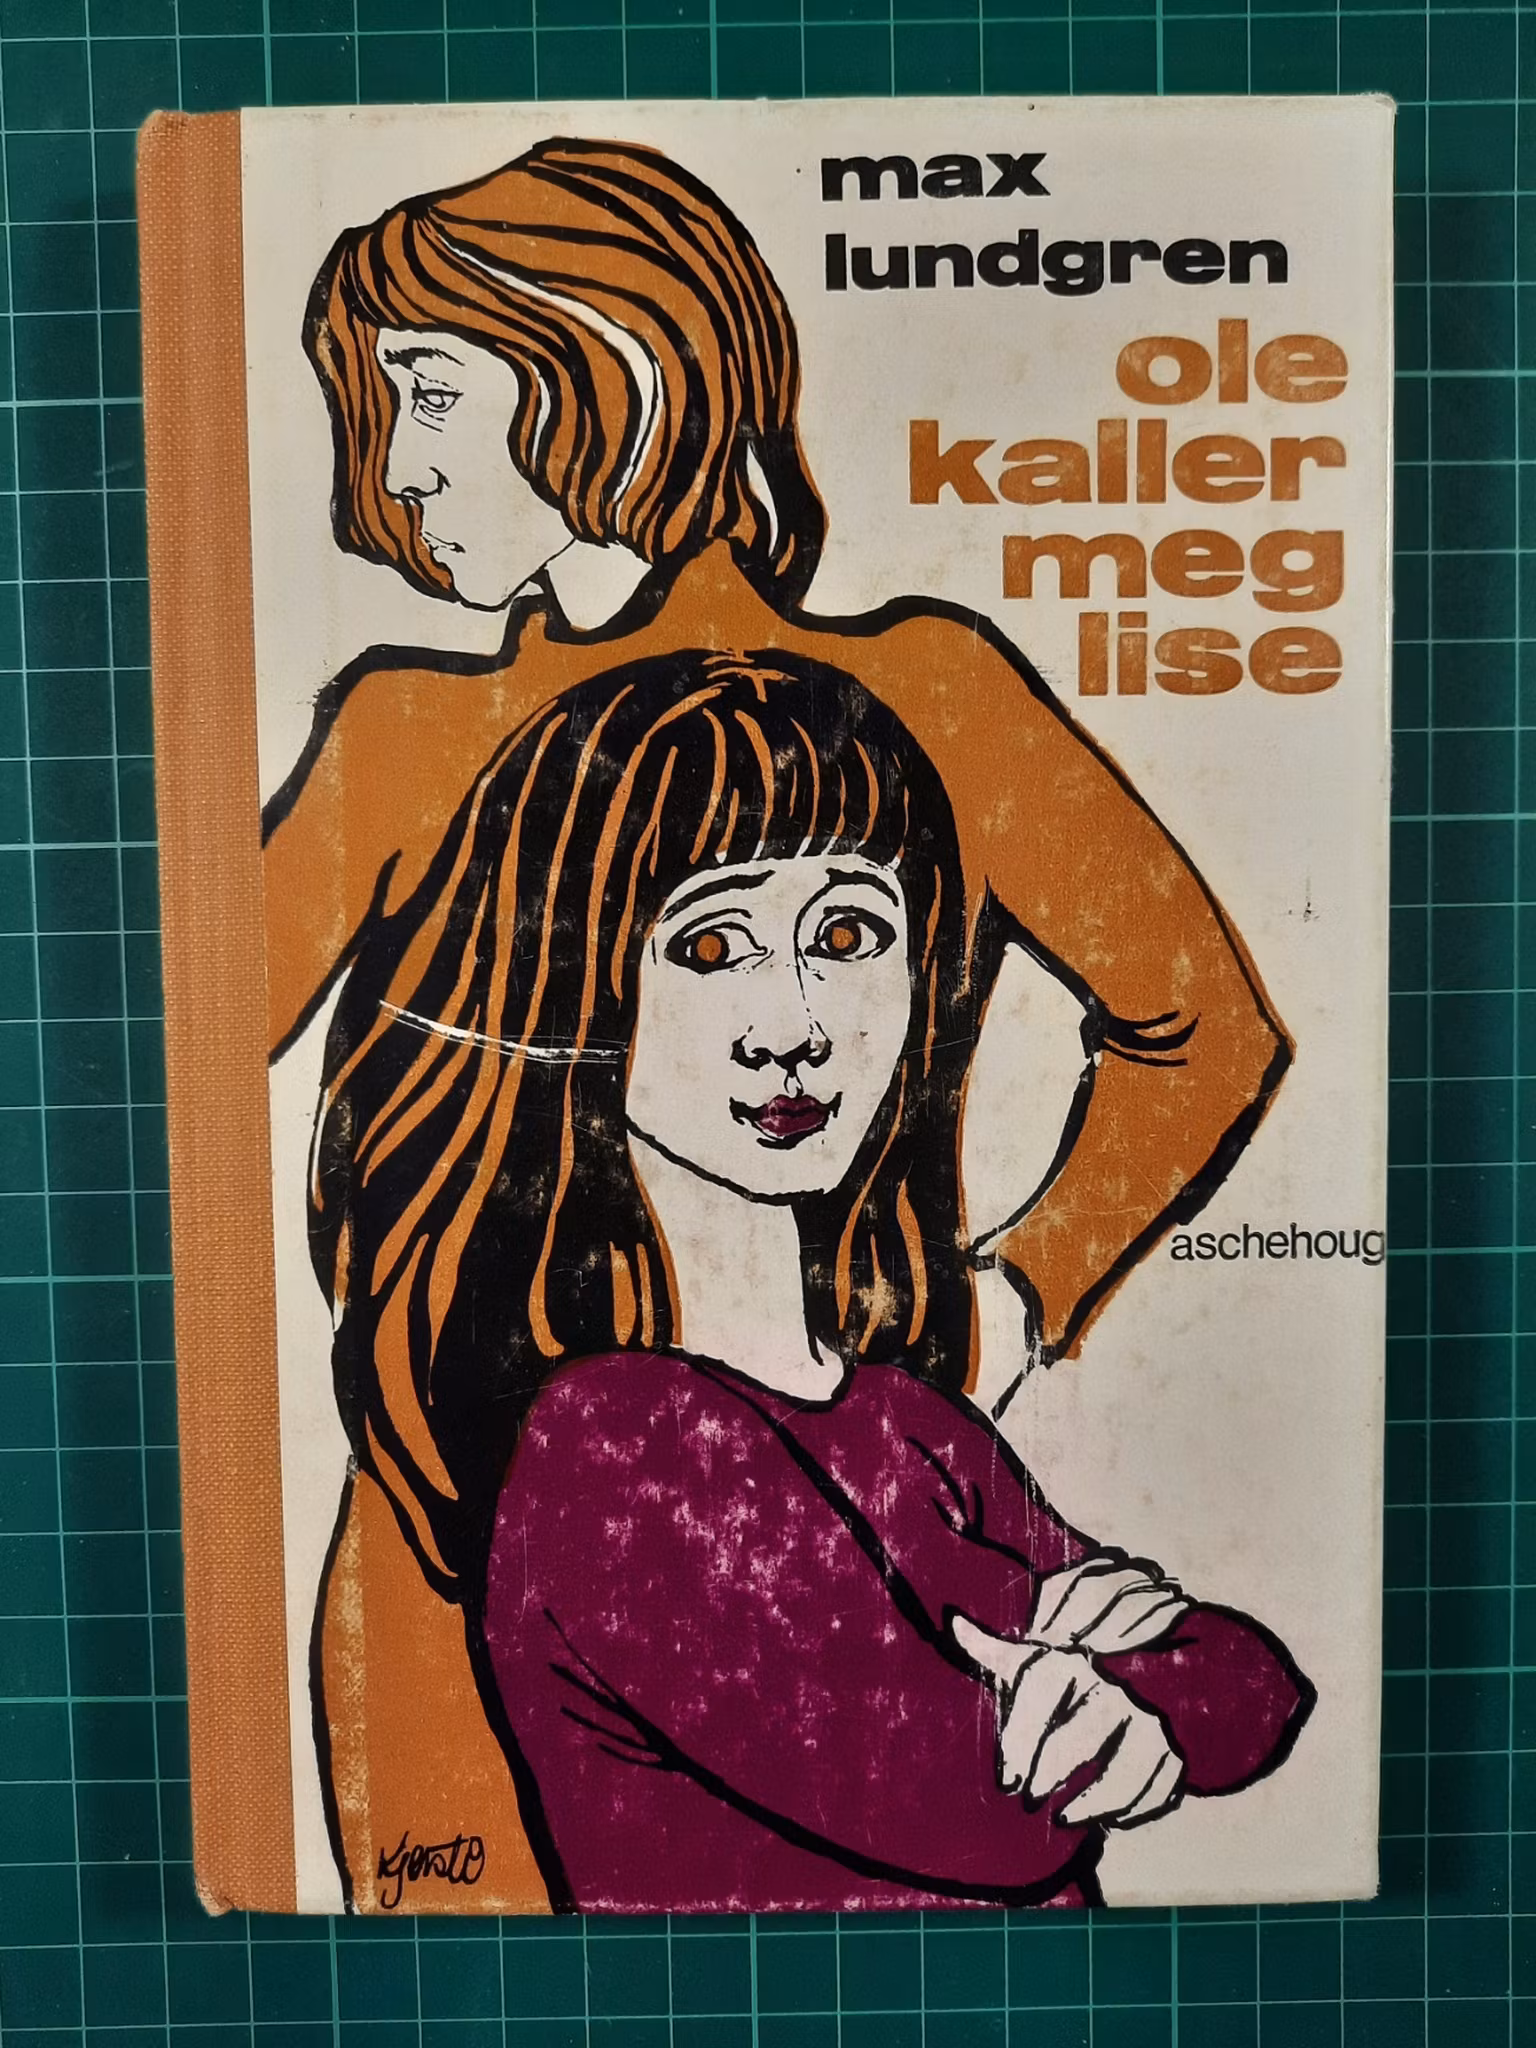 max
lundgren
ole
kaller
meg
lise
aschehoug